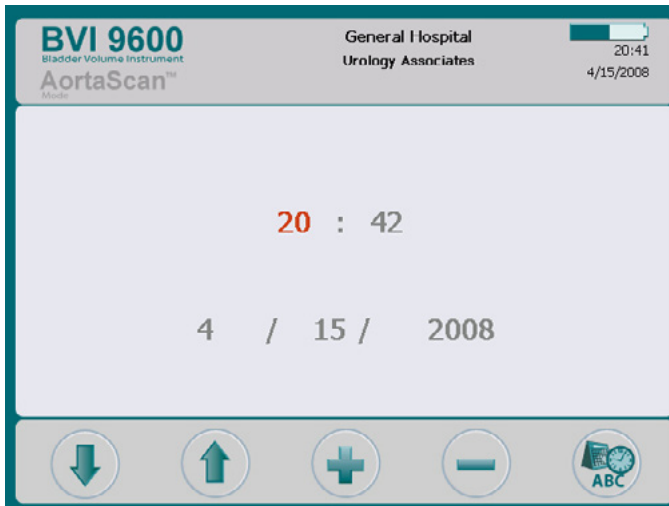 BVI 9600
Bladder Volume Instrument
AortaScan™
Mode
General Hospital
Urology Associates
20:41
4/15/2008
20 : 42
4 / 15 / 2008
ABC